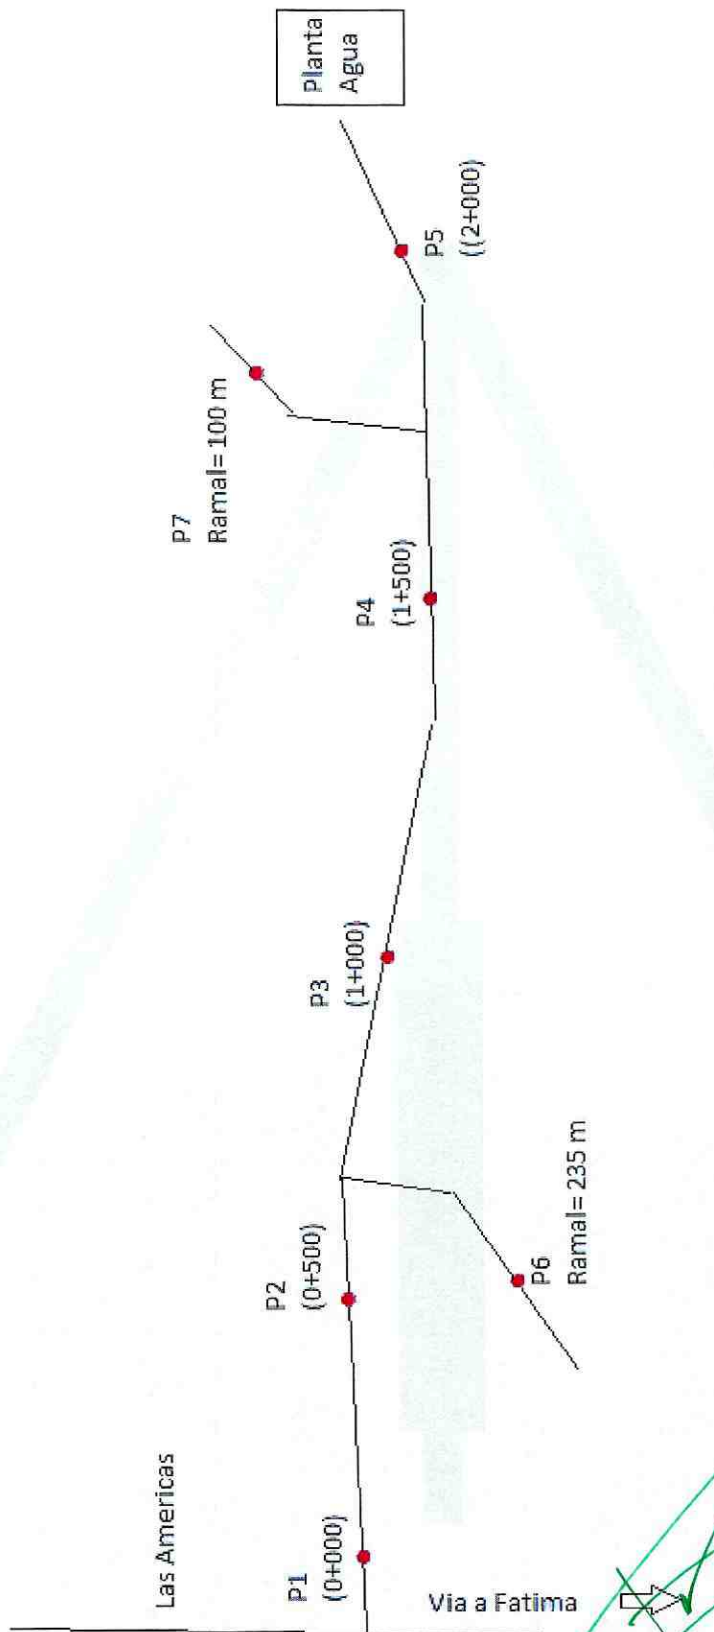 Planta
Agua
P5
((2+000)
P7
Ramal= 100 m
P4
(1+500)
P3
(1+000)
P6
Ramal= 235 m
P2
(0+500)
Las Americas
P1
(0+000)
Via a Fatima